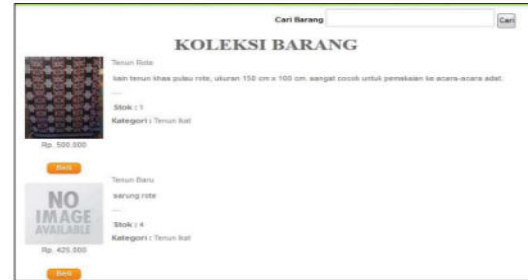 Cari Barang
Cari
KOLEKSI BARANG
Tenun Rote
kain tenun khas pulau rote, ukuran 150 cm x 100 cm. sangat cocok untuk pemakaian ke acara-acara adat.
....
Stok : 1
Kategori : Tenun Ikat
Rp. 500.000
Beli
Tenun Baru
sarung rote
....
NO IMAGE AVAILABLE
Stok : 4
Kategori : Tenun Ikat
Rp. 425.000
Beli